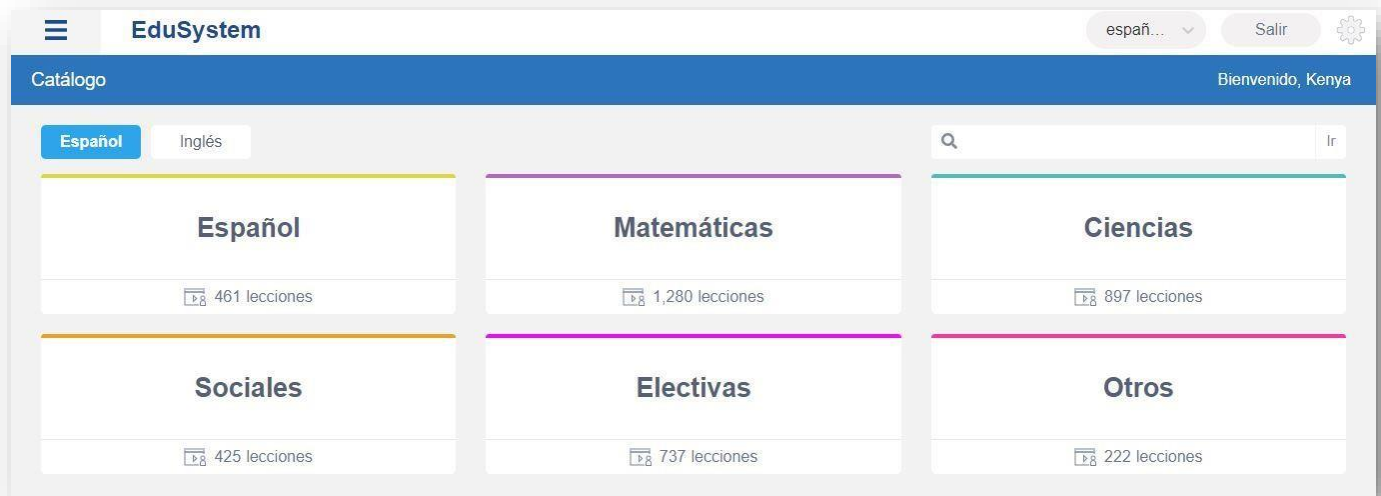 EduSystem
españ...
Salir
Catálogo
Bienvenido, Kenya
Español
Inglés
Ir
Español
Matemáticas
Ciencias
461 lecciones
1,280 lecciones
897 lecciones
Sociales
Electivas
Otros
425 lecciones
737 lecciones
222 lecciones